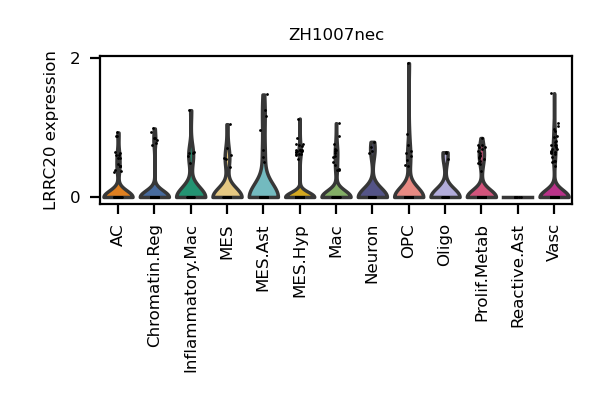 ZH1007nec
LRRC20 expression
2
0
AC
Chromatin.Reg
Inflammatory.Mac
MES
MES.Ast
MES.Hyp
Mac
Neuron
OPC
Oligo
Prolif.Metab
Reactive.Ast
Vasc